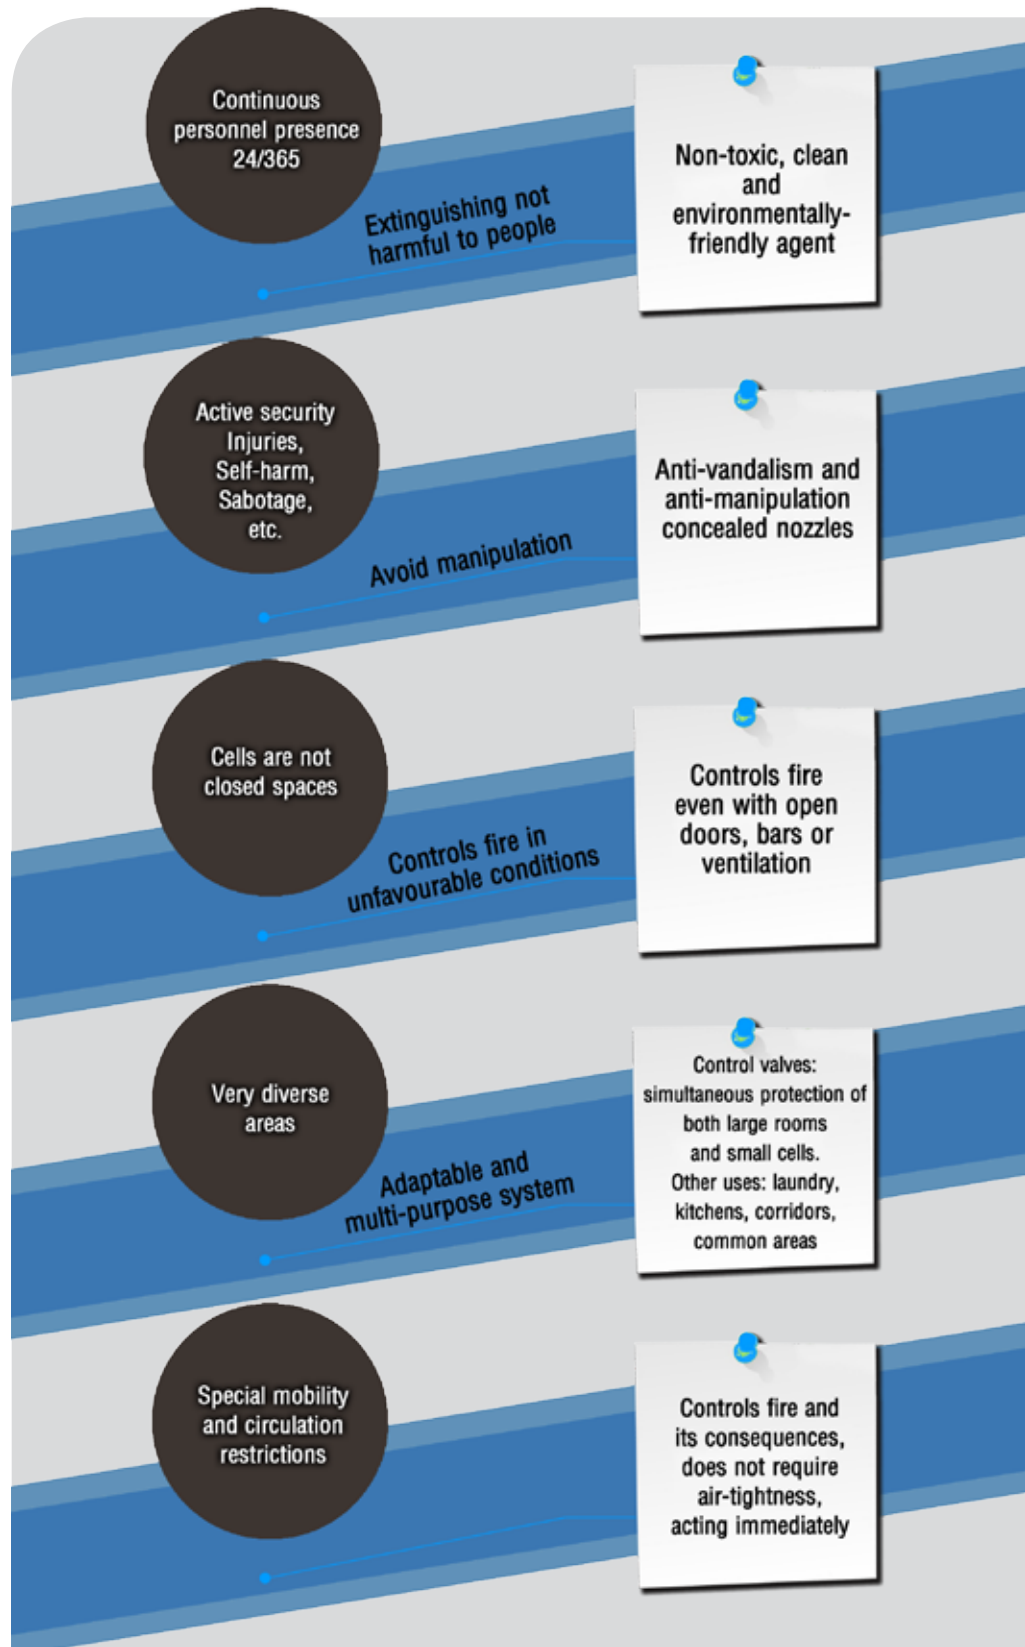 Continuous
personnel presence
24/365
Extinguishing not
harmful to people
Non-toxic, clean
and
environmentally-
friendly agent
Active security
Injuries,
Self-harm,
Sabotage,
etc.
Avoid manipulation
Anti-vandalism and
anti-manipulation
concealed nozzles
Cells are not
closed spaces
Controls fire in
unfavourable conditions
Controls fire
even with open
doors, bars or
ventilation
Very diverse
areas
Adaptable and
multi-purpose system
Control valves:
simultaneous protection of
both large rooms
and small cells.
Other uses: laundry,
kitchens, corridors,
common areas
Special mobility
and circulation
restrictions
Controls fire and
its consequences,
does not require
air-tightness,
acting immediately